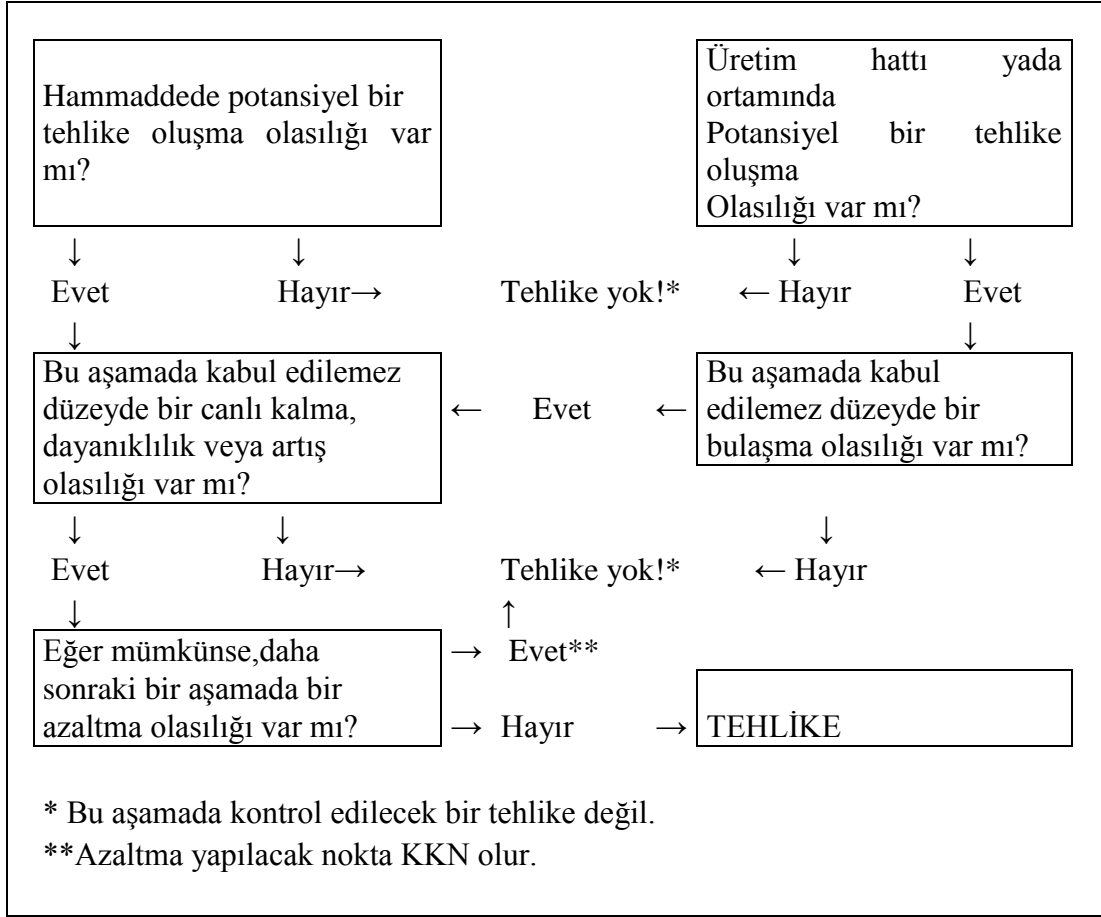 Hammaddede potansiyel bir
tehlike oluşma olasılığı var
mı?
Üretim hattı yada
ortamında
Potansiyel bir tehlike
oluşma
Olasılığı var mı?
↓ ↓ ↓ ↓
Evet Hayır→ Tehlike yok!* ← Hayır Evet
↓ ↓
Bu aşamada kabul edilemez
düzeyde bir canlı kalma,
dayanıklılık veya artış
olasılığı var mı?
← Evet ←
Bu aşamada kabul
edilemez düzeyde bir
bulaşma olasılığı var mı?
↓ ↓ ↓
Evet Hayır→ Tehlike yok!* ← Hayır
↓ ↑
Eğer mümkünse,daha
sonraki bir aşamada bir
azaltma olasılığı var mı?
→ Evet**
→ Hayır → TEHLİKE
* Bu aşamada kontrol edilecek bir tehlike değil.
**Azaltma yapılacak nokta KKN olur.